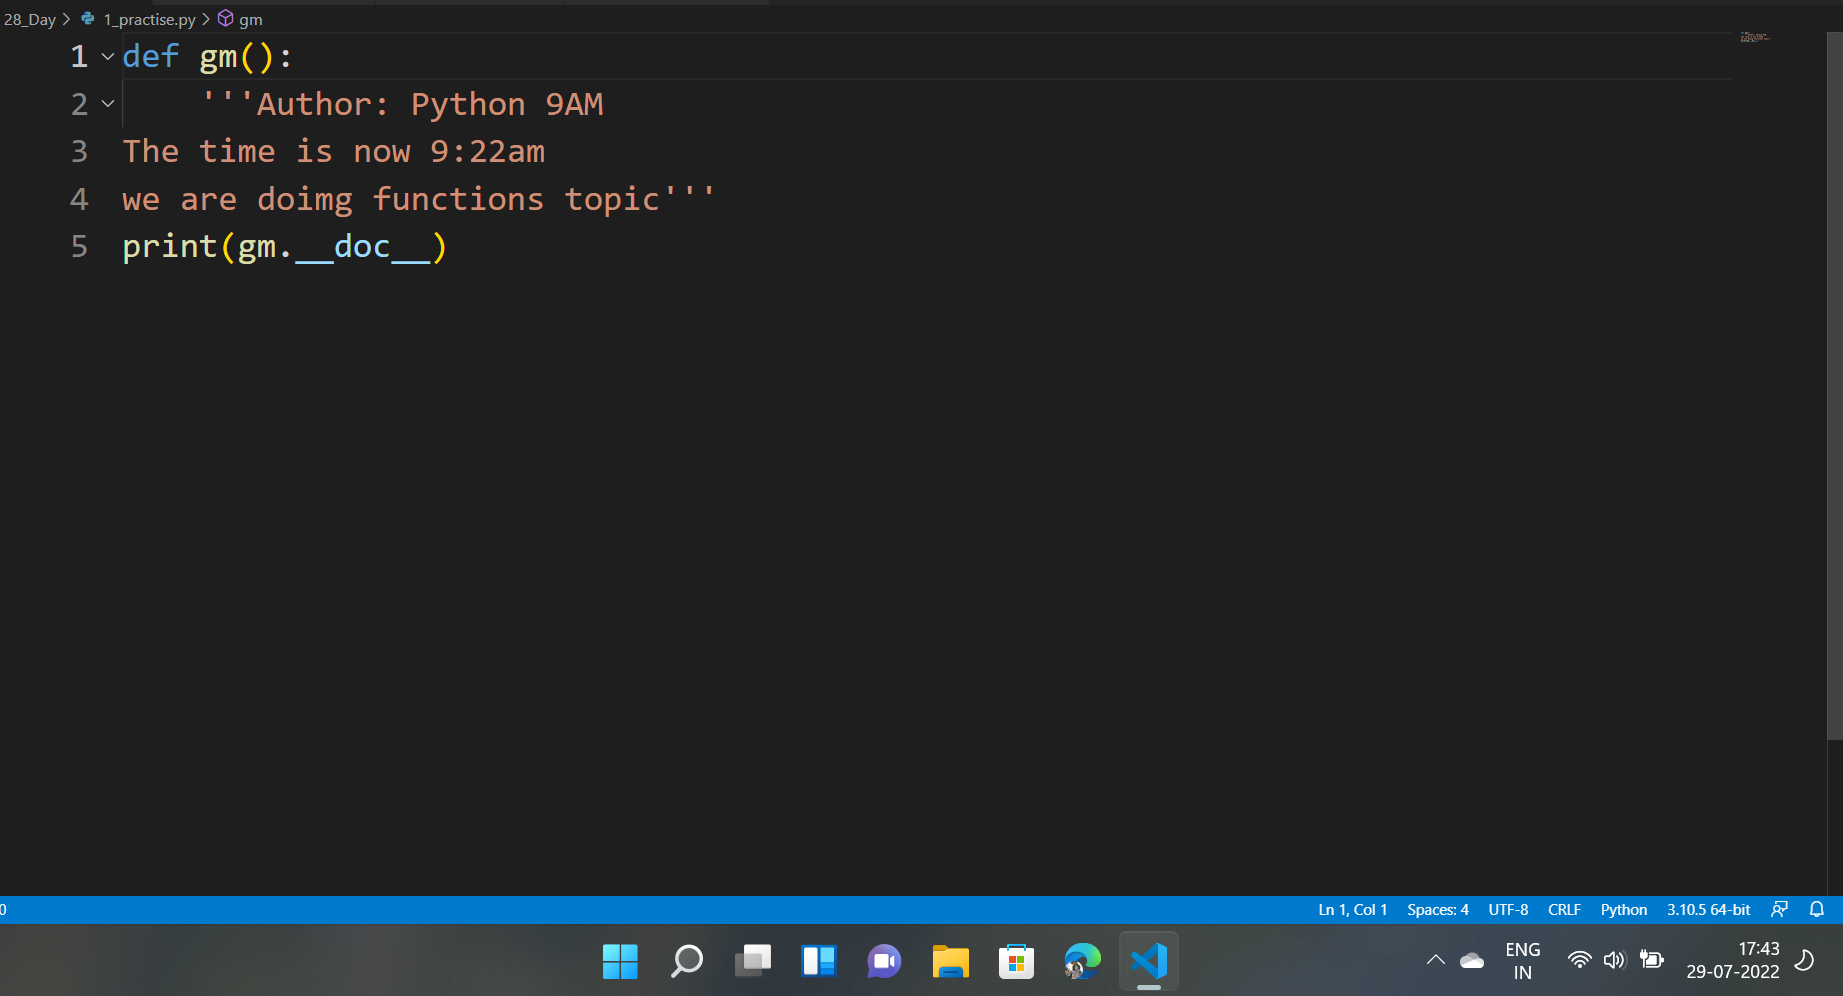 28_Day > 1_practise.py > gm
1 def gm():
2 '''Author: Python 9AM
3 The time is now 9:22am
4 we are doimg functions topic'''
5 print(gm.__doc__)
0 Ln 1, Col 1 Spaces: 4 UTF-8 CRLF Python 3.10.5 64-bit
ENG 17:43
IN 29-07-2022